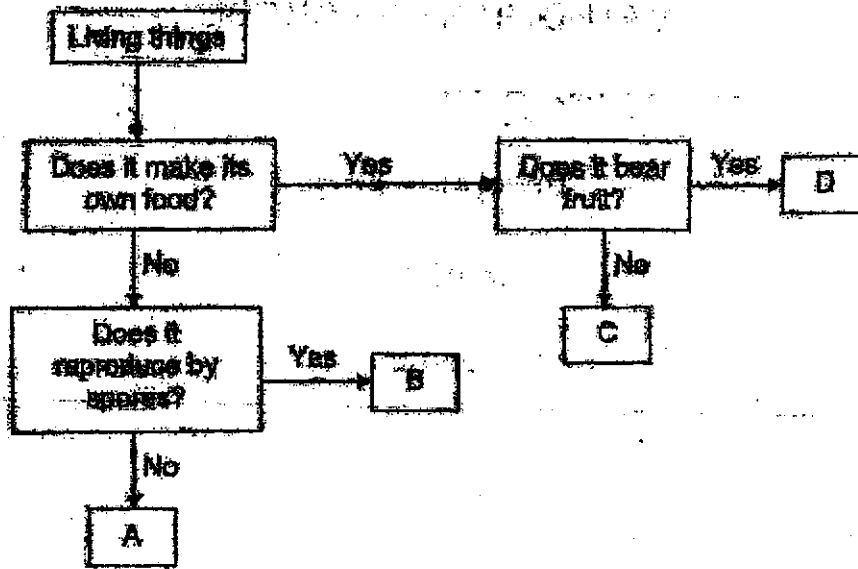 Living things
Does it make its
own food?
Yes
Does it bear
fruit?
Yes
D
No
No
C
Does it
reproduce by
spores?
Yes
B
No
A